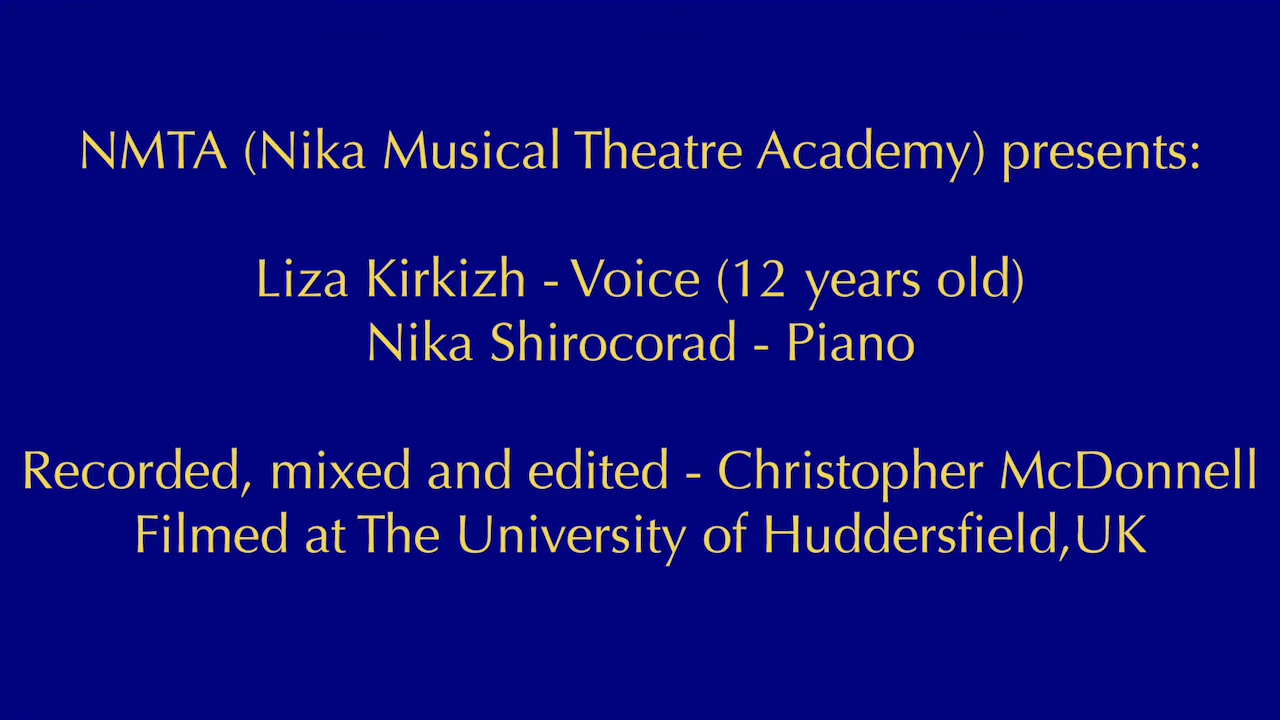 NMTA (Nika Musical Theatre Academy) presents:
Liza Kirkizh - Voice (12 years old)
Nika Shirocorad - Piano
Recorded, mixed and edited - Christopher McDonnell
Filmed at The University of Huddersfield,UK